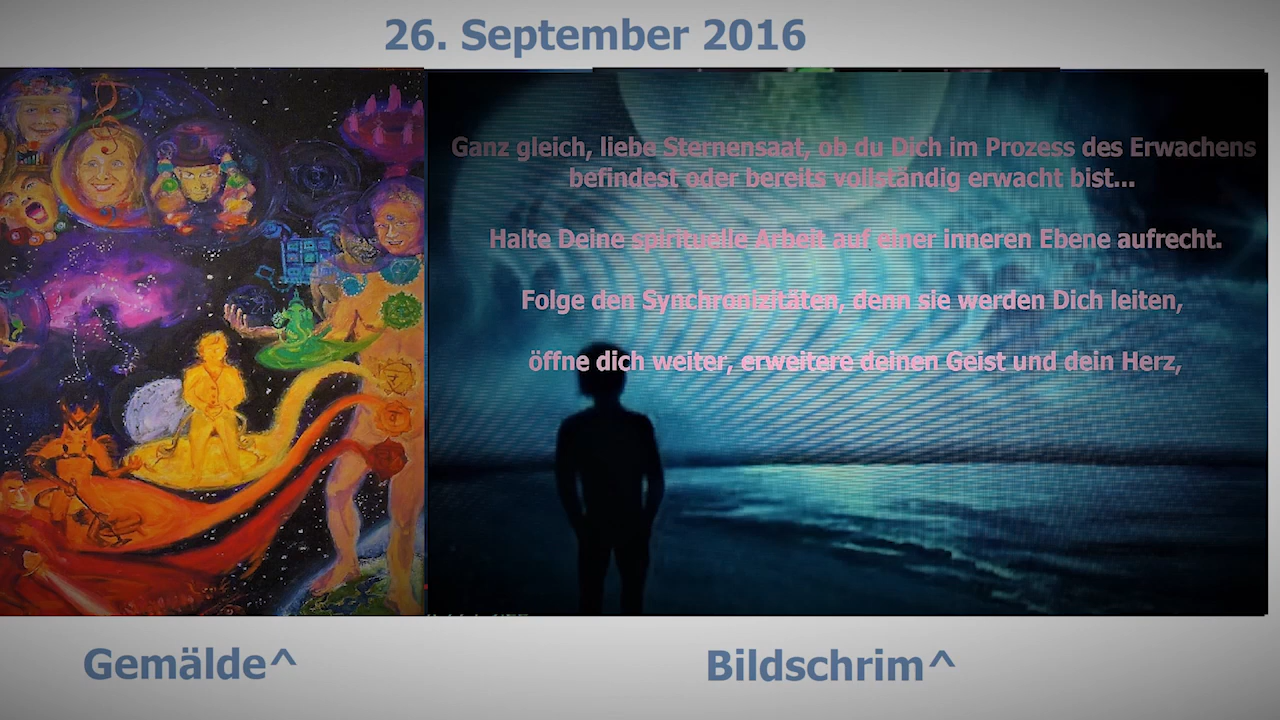 26. September 2016
Ganz gleich, liebe Sternensaat, ob du Dich im Prozess des Erwachens
befindest oder bereits vollständig erwacht bist...
Halte Deine spirituelle Arbeit auf einer inneren Ebene aufrecht.
Folge den Synchronizitäten, denn sie werden Dich leiten,
öffne dich weiter, erweitere deinen Geist und dein Herz,
Gemälde^
Bildschrim^